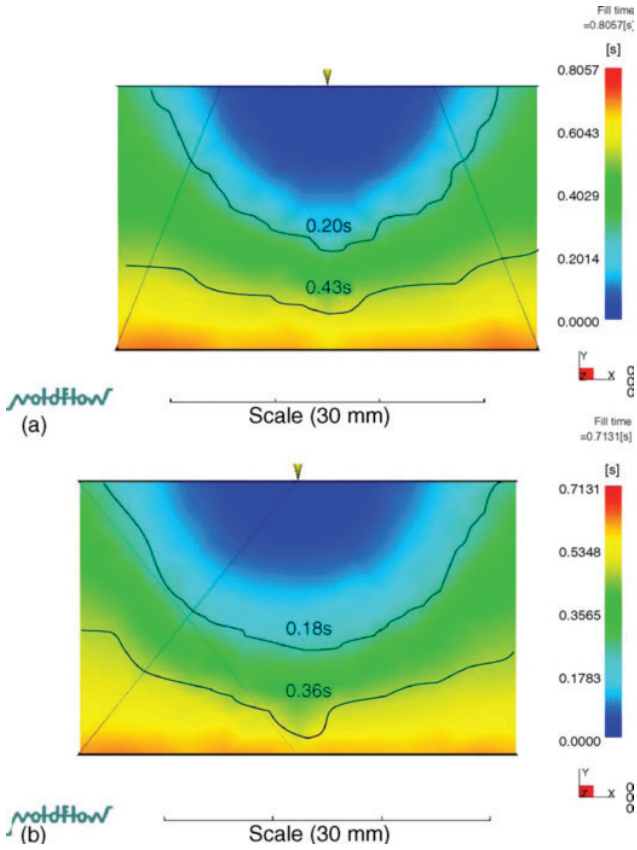 Fill time
=0.8057[s]
[s]
0.8057
0.6043
0.4029
0.2014
0.0000
0.20s
0.43s
Y
Z X
moldflow
Scale (30 mm)
(a)
Fill time
=0.7131[s]
[s]
0.7131
0.5348
0.3565
0.1783
0.0000
0.18s
0.36s
Y
Z X
moldflow
Scale (30 mm)
(b)